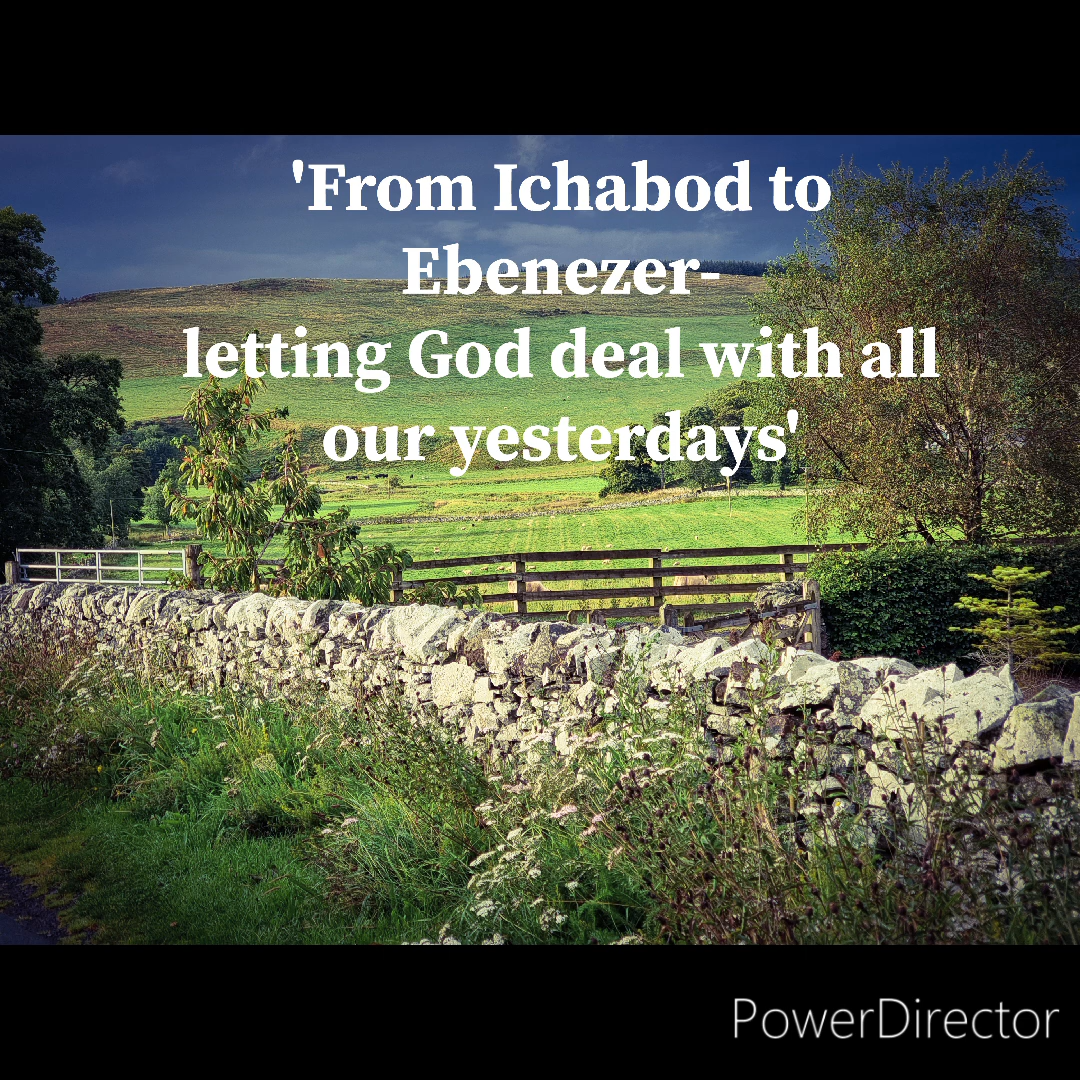 'From Ichabod to
Ebenezer-
letting God deal with all
our yesterdays'
PowerDirector